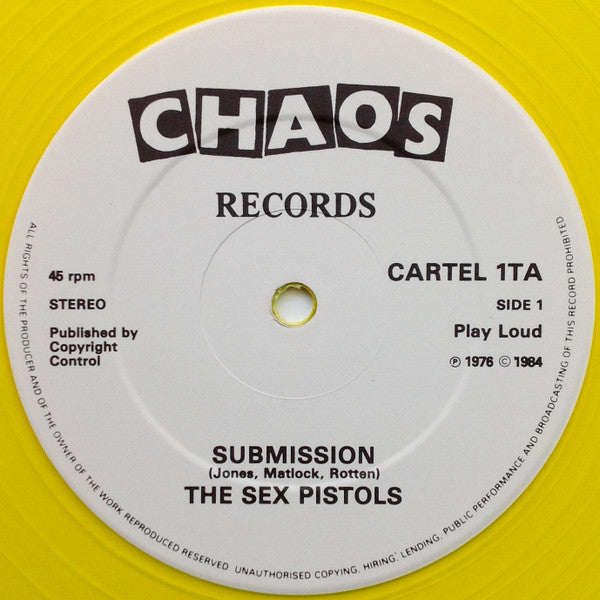 CHAOS
RECORDS
45 rpm
STEREO
Published by
Copyright
Control
CARTEL 1TA
SIDE 1
Play Loud
℗ 1976 © 1984
SUBMISSION
(Jones, Matlock, Rotten)
THE SEX PISTOLS
ALL RIGHTS OF THE PRODUCER AND OF THE OWNER OF THE WORK REPRODUCED RESERVED. UNAUTHORISED COPYING, HIRING, LENDING, PUBLIC PERFORMANCE AND BROADCASTING OF THIS RECORD PROHIBITED